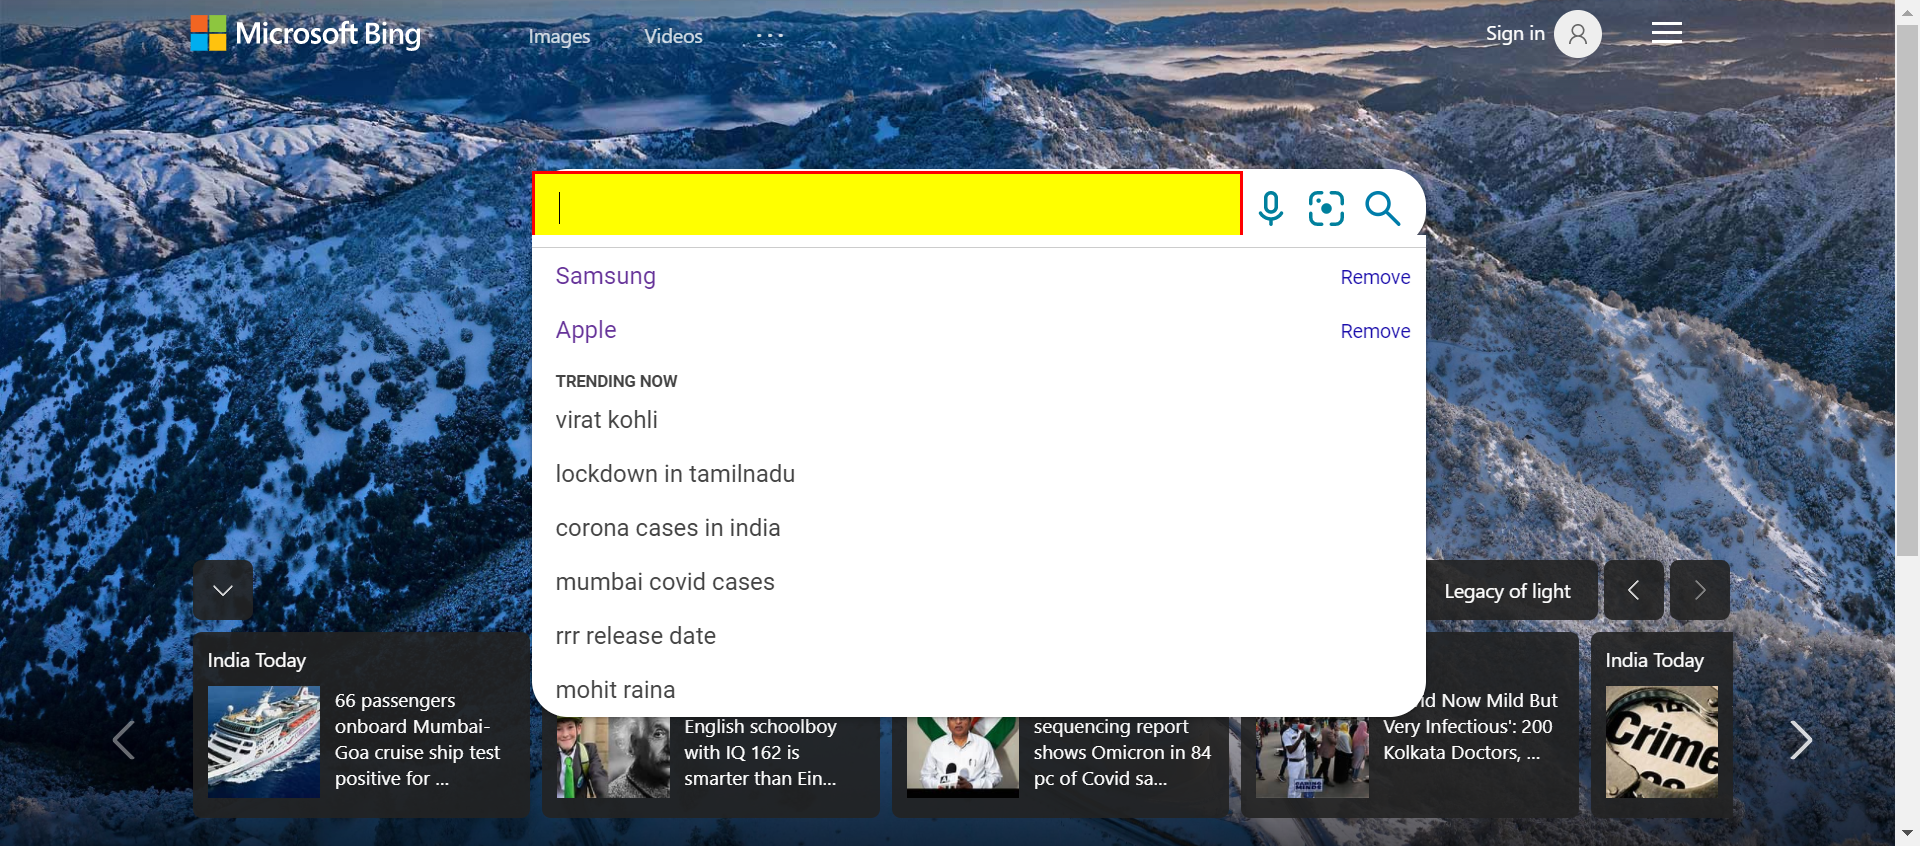 Microsoft Bing
Images
Videos
Sign in
Samsung
Remove
Apple
Remove
TRENDING NOW
virat kohli
lockdown in tamilnadu
corona cases in india
mumbai covid cases
rrr release date
mohit raina
Legacy of light
India Today
66 passengers
onboard Mumbai-
Goa cruise ship test
positive for ...
English schoolboy
with IQ 162 is
smarter than Ein...
sequencing report
shows Omicron in 84
pc of Covid sa...
Now Mild But
Very Infectious': 200
Kolkata Doctors, ...
India Today
Crime